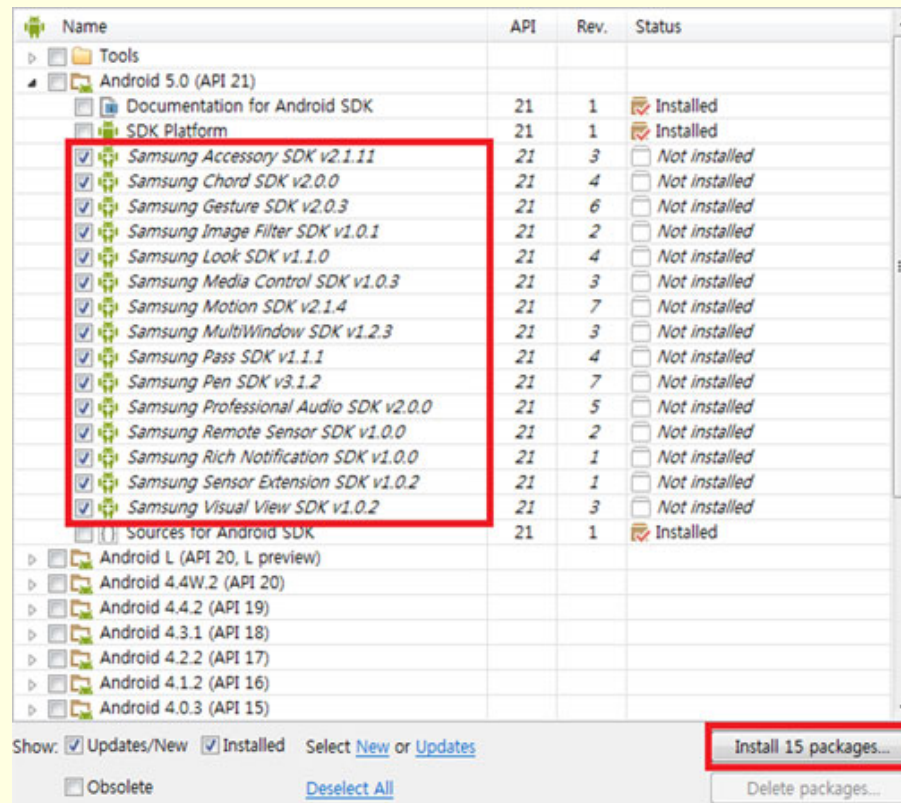 Name API Rev. Status
Tools
Android 5.0 (API 21)
Documentation for Android SDK 21 1 Installed
SDK Platform 21 1 Installed
Samsung Accessory SDK v2.1.11 21 3 Not installed
Samsung Chord SDK v2.0.0 21 4 Not installed
Samsung Gesture SDK v2.0.3 21 6 Not installed
Samsung Image Filter SDK v1.0.1 21 2 Not installed
Samsung Look SDK v1.1.0 21 4 Not installed
Samsung Media Control SDK v1.0.3 21 3 Not installed
Samsung Motion SDK v2.1.4 21 7 Not installed
Samsung MultiWindow SDK v1.2.3 21 3 Not installed
Samsung Pass SDK v1.1.1 21 4 Not installed
Samsung Pen SDK v3.1.2 21 7 Not installed
Samsung Professional Audio SDK v2.0.0 21 5 Not installed
Samsung Remote Sensor SDK v1.0.0 21 2 Not installed
Samsung Rich Notification SDK v1.0.0 21 1 Not installed
Samsung Sensor Extension SDK v1.0.2 21 1 Not installed
Samsung Visual View SDK v1.0.2 21 3 Not installed
Sources for Android SDK 21 1 Installed
Android L (API 20, L preview)
Android 4.4W.2 (API 20)
Android 4.4.2 (API 19)
Android 4.3.1 (API 18)
Android 4.2.2 (API 17)
Android 4.1.2 (API 16)
Android 4.0.3 (API 15)
Show: Updates/New Installed Select New or Updates Install 15 packages...
Obsolete Deselect All Delete packages...